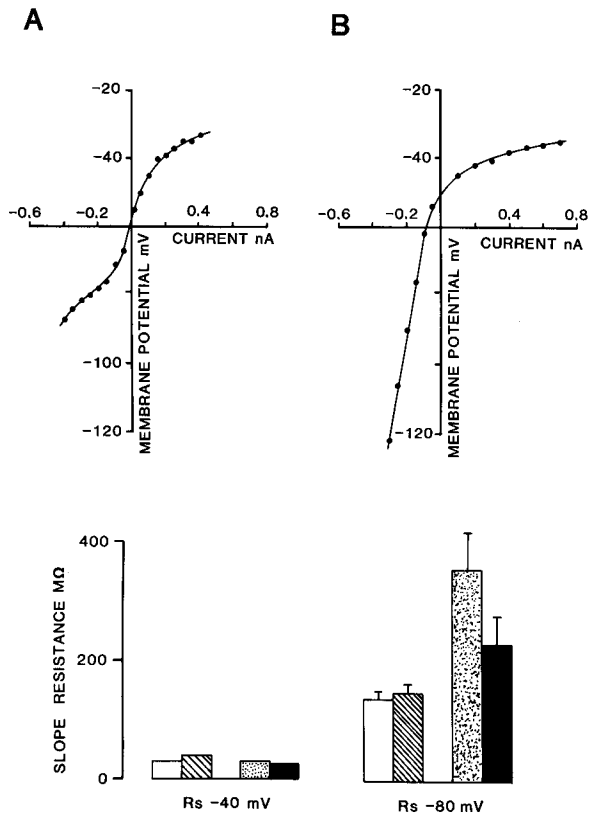 A
B
−20
−40
−0.6
−0.2
0.4
0.8
CURRENT nA
MEMBRANE POTENTIAL mV
−100
−120
−20
−40
−0.6
−0.2
0.4
0.8
CURRENT nA
MEMBRANE POTENTIAL mV
−120
SLOPE RESISTANCE MΩ
400
200
0
Rs −40 mV
Rs −80 mV